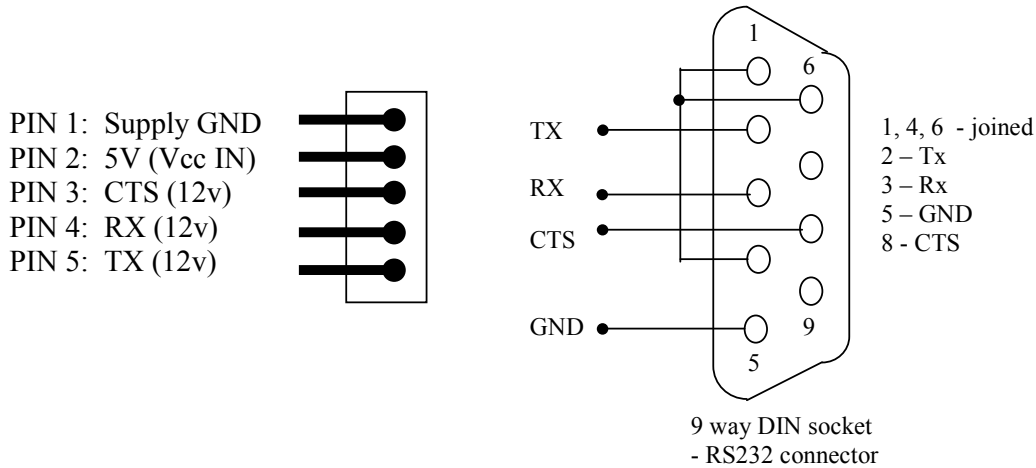 PIN 1: Supply GND
PIN 2: 5V (Vcc IN)
PIN 3: CTS (12v)
PIN 4: RX (12v)
PIN 5: TX (12v)
TX
RX
CTS
GND
1
6
9
5
1, 4, 6 - joined
2 – Tx
3 – Rx
5 – GND
8 - CTS
9 way DIN socket
- RS232 connector